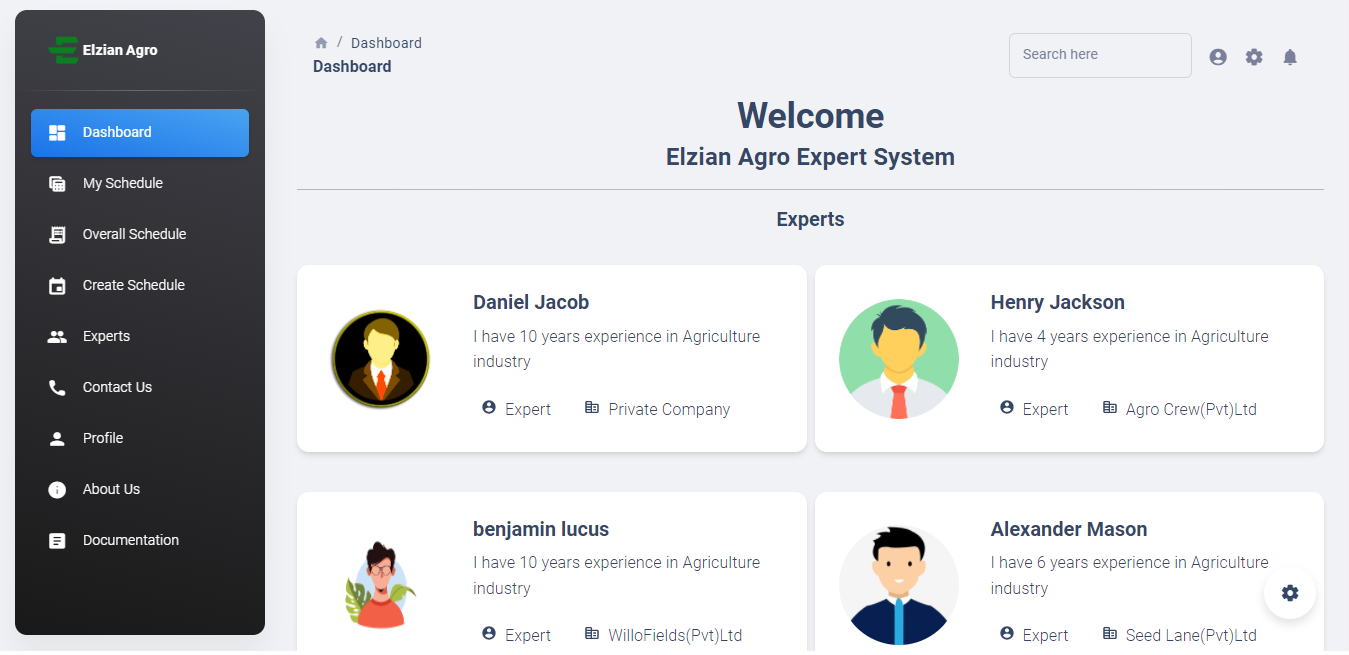 Elzian Agro
Dashboard
My Schedule
Overall Schedule
Create Schedule
Experts
Contact Us
Profile
About Us
Documentation
/ Dashboard
Dashboard
Search here
Welcome
Elzian Agro Expert System
Experts
Daniel Jacob
I have 10 years experience in Agriculture
industry
Expert Private Company
Henry Jackson
I have 4 years experience in Agriculture
industry
Expert Agro Crew(Pvt)Ltd
benjamin lucus
I have 10 years experience in Agriculture
industry
Expert WilloFields(Pvt)Ltd
Alexander Mason
I have 6 years experience in Agriculture
industry
Expert Seed Lane(Pvt)Ltd